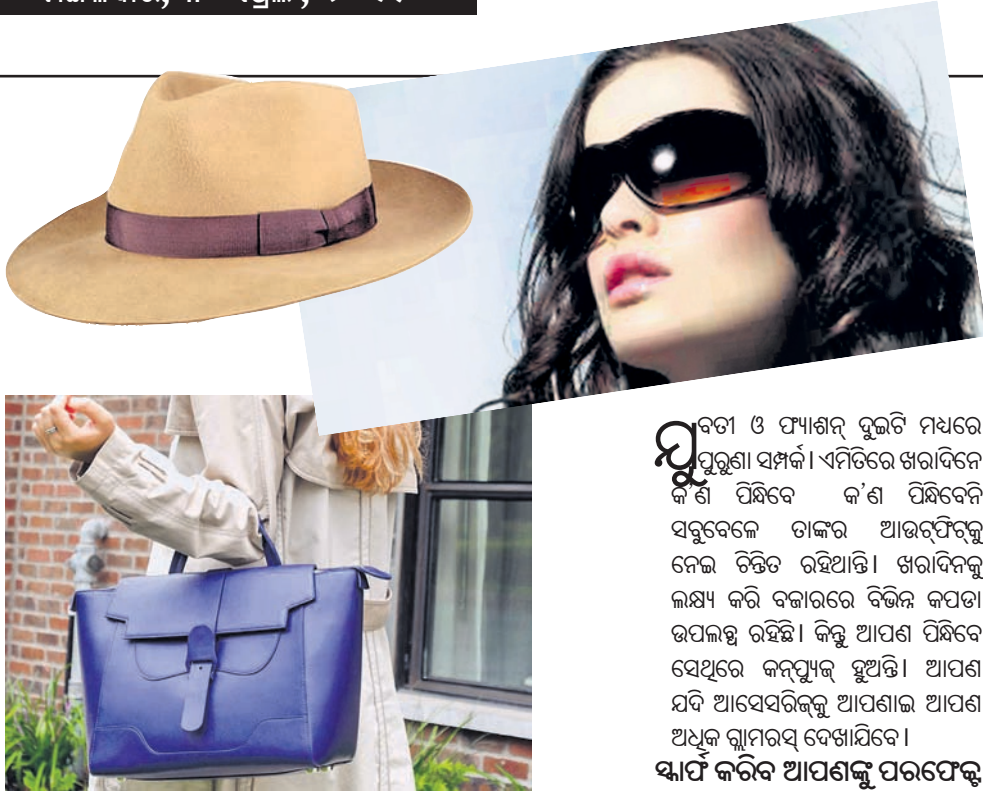 ଯୁବତୀ ଓ ଫ୍ୟାଶନ୍ ଦୁଇଟି ମଧ୍ୟରେ
ପୁରୁଣା ସମ୍ପର୍କ। ଏମିତିରେ ଖରାଦିନେ
କ'ଣ ପିନ୍ଧିବେ କ'ଣ ପିନ୍ଧିବେନି
ସବୁବେଳେ ତାଙ୍କର ଆଉଟ୍‌ଫିଟ୍‌କୁ
ନେଇ ଚିନ୍ତିତ ରହିଥାନ୍ତି। ଖରାଦିନକୁ
ଲକ୍ଷ୍ୟ କରି ବଜାରରେ ବିଭିନ୍ନ କପଡା
ଉପଲବ୍ଧ ରହିଛି। କିନ୍ତୁ ଆପଣ ପିନ୍ଧିବେ
ସେଥିରେ କନ୍‌ପ୍ୟୁଜ୍ ହୁଅନ୍ତି। ଆପଣ
ଯଦି ଆସେସରିଜ୍‌କୁ ଆପଣାଇ ଆପଣ
ଅଧିକ ଗ୍ଲାମରସ୍ ଦେଖାଯିବେ।
ସ୍କାର୍ଫ କରିବ ଆପଣଙ୍କୁ ପରଫେକ୍ଟ